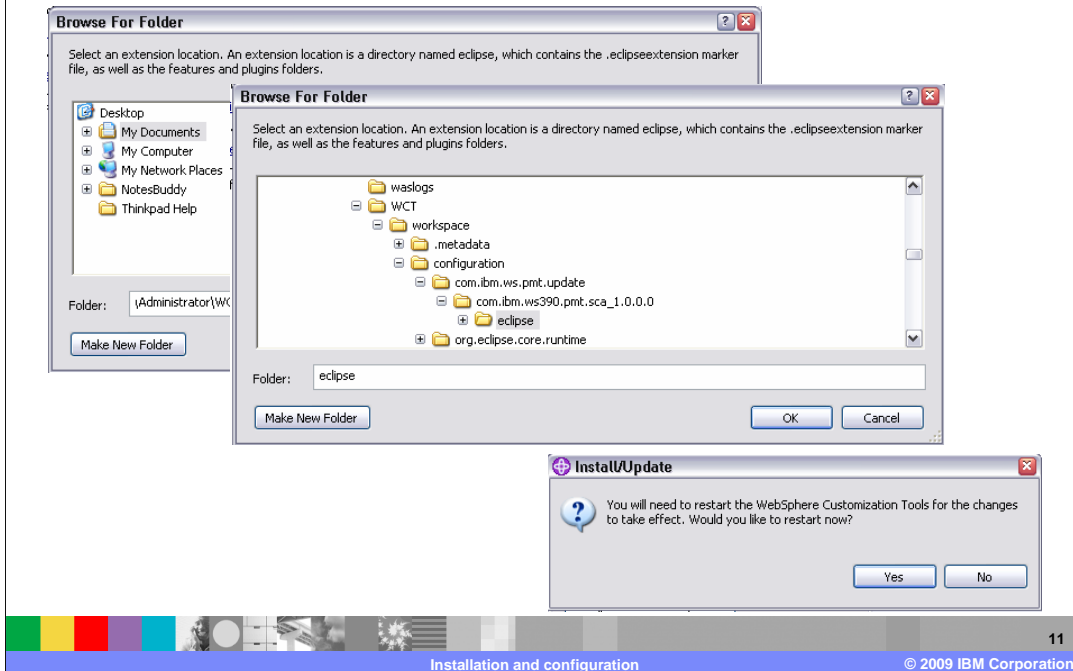 Browse For Folder
Select an extension location. An extension location is a directory named eclipse, which contains the .eclipseextension marker
file, as well as the features and plugins folders.
Desktop
My Documents
My Computer
My Network Places
NotesBuddy
Thinkpad Help
Folder:
\Administrator\WC
Make New Folder
Browse For Folder
Select an extension location. An extension location is a directory named eclipse, which contains the .eclipseextension marker
file, as well as the features and plugins folders.
waslogs
WCT
workspace
.metadata
configuration
com.ibm.ws.pmt.update
com.ibm.ws390.pmt.sca_1.0.0.0
eclipse
org.eclipse.core.runtime
Folder: eclipse
Make New Folder OK Cancel
Install/Update
You will need to restart the WebSphere Customization Tools for the changes
to take effect. Would you like to restart now?
Yes No
11
Installation and configuration © 2009 IBM Corporation